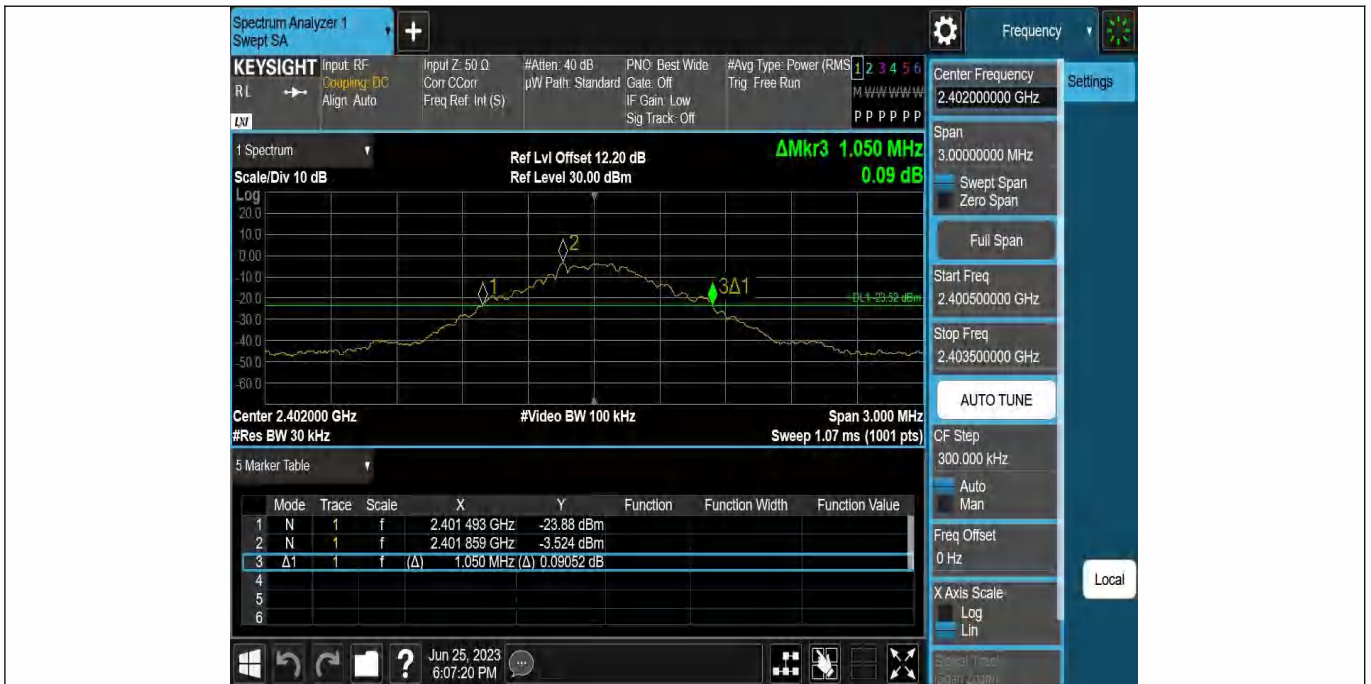 Spectrum Analyzer 1
Swept SA
+
Frequency
KEYSIGHT
RL
LXI
Input: RF
Coupling: DC
Align: Auto
Input Z: 50 Ω
Corr CCorr
Freq Ref: Int (S)
#Atten: 40 dB
µW Path: Standard
PNO: Best Wide
Gate: Off
IF Gain: Low
Sig Track: Off
#Avg Type: Power (RMS
Trig: Free Run
1 2 3 4 5 6
M W W W W W
P P P P P P
1 Spectrum
Scale/Div 10 dB
Log
Ref Lvl Offset 12.20 dB
Ref Level 30.00 dBm
ΔMkr3 1.050 MHz
0.09 dB
20.0
10.0
0.00
-10.0
-20.0
-30.0
-40.0
-50.0
-60.0
1
2
3Δ1
DL1 -23.52 dBm
Center 2.402000 GHz
#Video BW 100 kHz
Span 3.000 MHz
#Res BW 30 kHz
Sweep 1.07 ms (1001 pts)
5 Marker Table
Mode Trace Scale X Y Function Function Width Function Value
1 N 1 f 2.401 493 GHz -23.88 dBm
2 N 1 f 2.401 859 GHz -3.524 dBm
3 Δ1 1 f (Δ) 1.050 MHz (Δ) 0.09052 dB
4
5
6
?
Jun 25, 2023
6:07:20 PM
Center Frequency
2.402000000 GHz
Settings
Span
3.00000000 MHz
Swept Span
Zero Span
Full Span
Start Freq
2.400500000 GHz
Stop Freq
2.403500000 GHz
AUTO TUNE
CF Step
300.000 kHz
Auto
Man
Freq Offset
0 Hz
X Axis Scale
Log
Lin
Local
Signal Track
(Span Zoom)